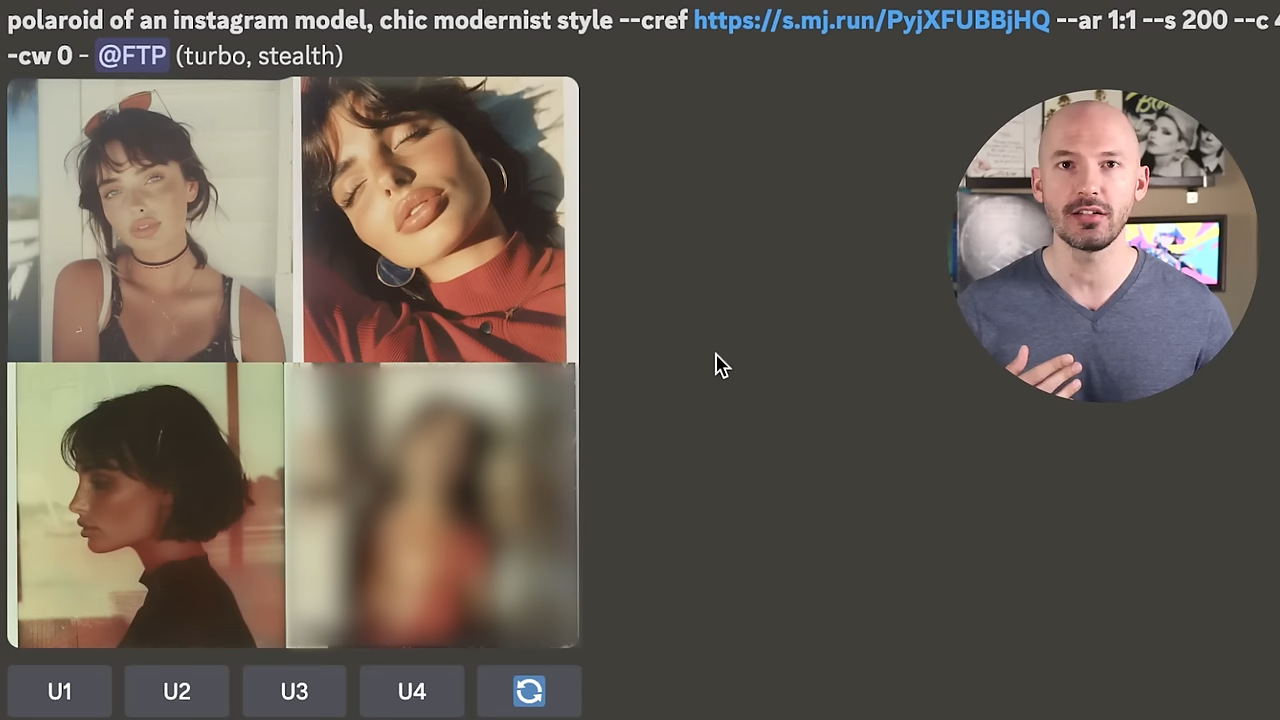 polaroid of an instagram model, chic modernist style --cref https://s.mj.run/PyjXFUBBjHQ --ar 1:1 --s 200 --c 4
-cw 0 - @FTP (turbo, stealth)
U1 U2 U3 U4